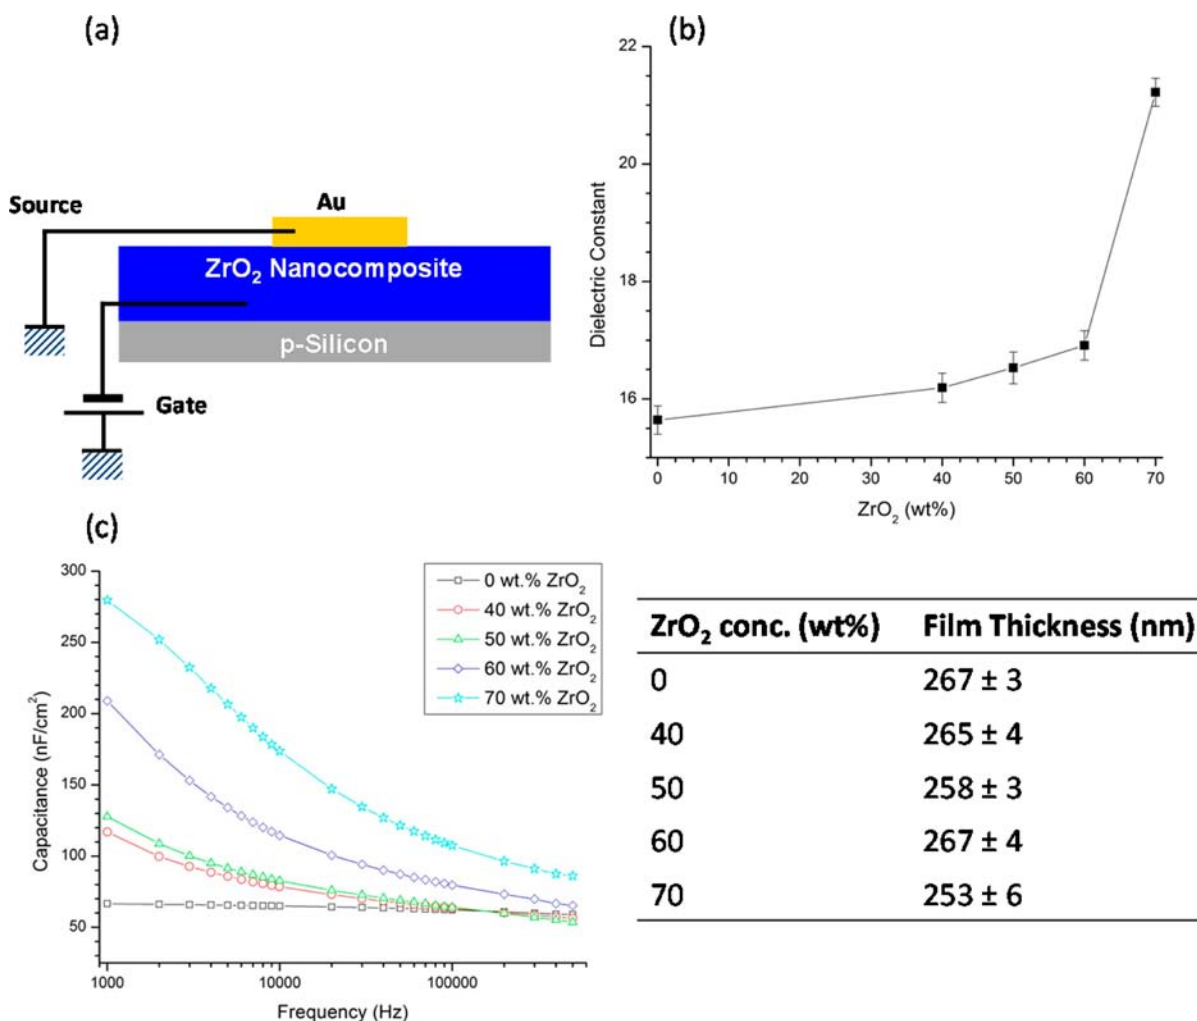 (a)
Source
Au
ZrO₂ Nanocomposite
p-Silicon
Gate
(b)
22
20
18
16
Dielectric Constant
0 10 20 30 40 50 60 70
ZrO₂ (wt%)
(c)
300
250
200
150
100
50
Capacitance (nF/cm²)
1000 10000 100000
Frequency (Hz)
0 wt.% ZrO₂
40 wt.% ZrO₂
50 wt.% ZrO₂
60 wt.% ZrO₂
70 wt.% ZrO₂
ZrO₂ conc. (wt%) Film Thickness (nm)
0 267 ± 3
40 265 ± 4
50 258 ± 3
60 267 ± 4
70 253 ± 6